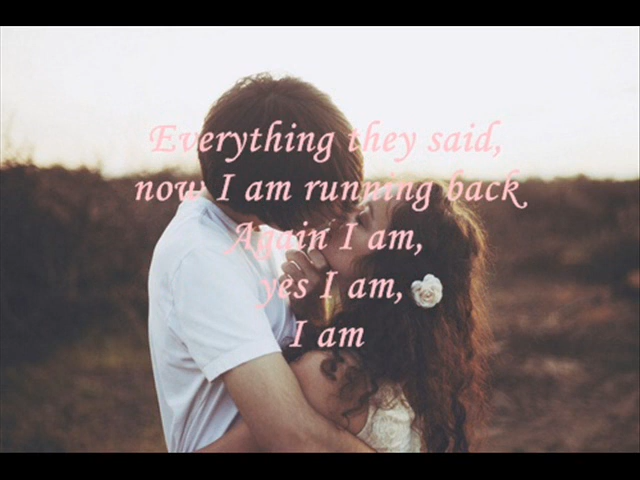 Everything they said,
now I am running back
Again I am,
yes I am,
I am